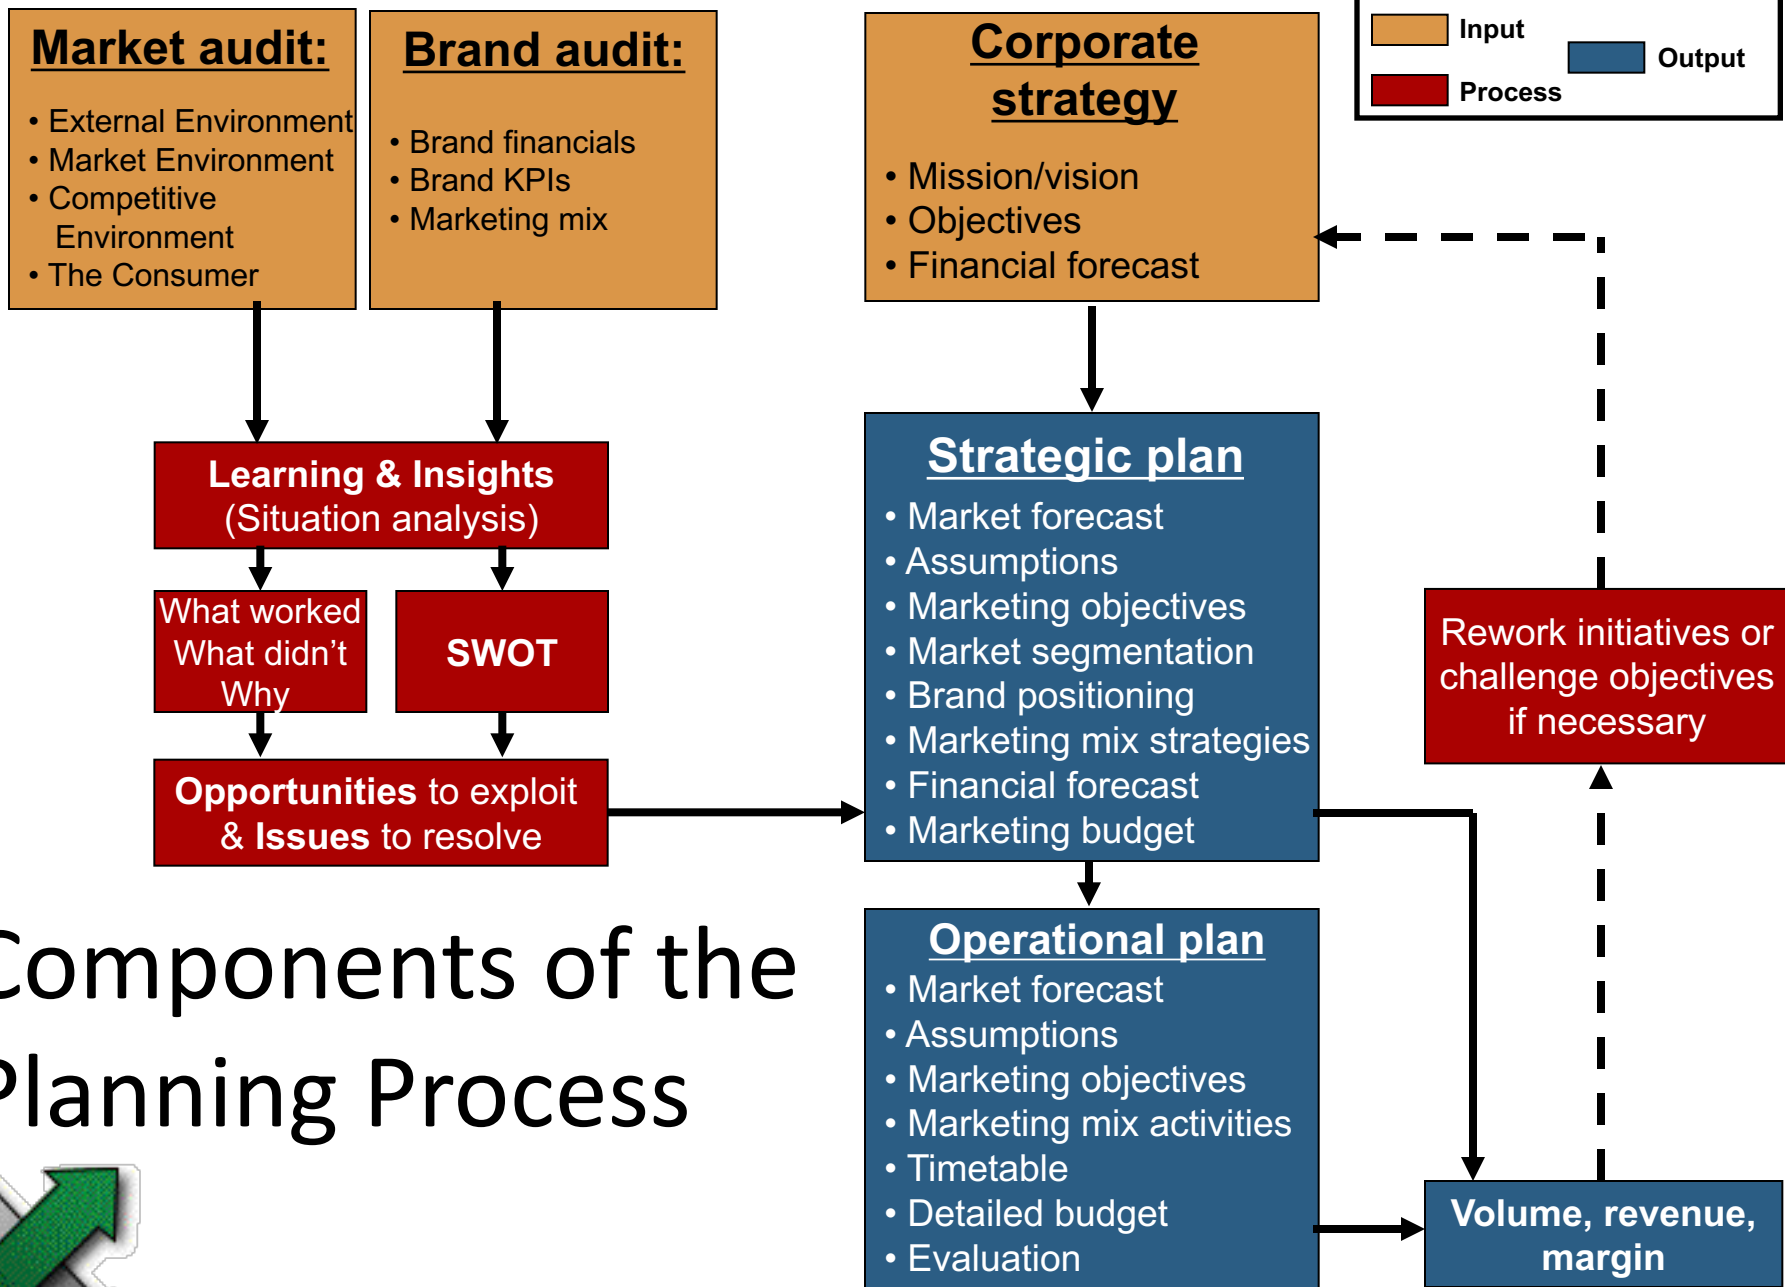 Market audit:
• External Environment
• Market Environment
• Competitive
Environment
• The Consumer
Brand audit:
• Brand financials
• Brand KPIs
• Marketing mix
Corporate
strategy
• Mission/vision
• Objectives
• Financial forecast
Input
Output
Process
Learning & Insights
(Situation analysis)
What worked
What didn’t
Why
SWOT
Opportunities to exploit
& Issues to resolve
Strategic plan
• Market forecast
• Assumptions
• Marketing objectives
• Market segmentation
• Brand positioning
• Marketing mix strategies
• Financial forecast
• Marketing budget
Rework initiatives or
challenge objectives
if necessary
Operational plan
• Market forecast
• Assumptions
• Marketing objectives
• Marketing mix activities
• Timetable
• Detailed budget
• Evaluation
Volume, revenue,
margin
Components of the
Planning Process